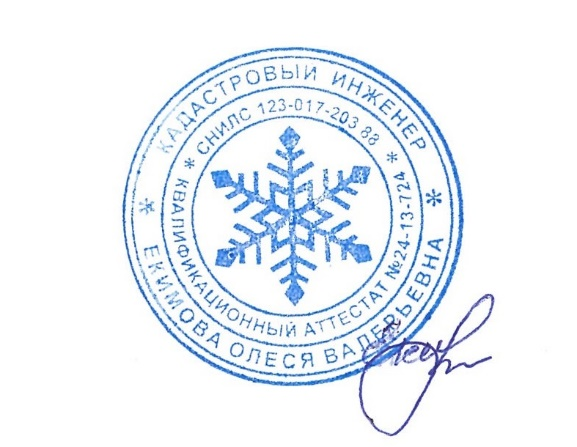 КАДАСТРОВЫЙ ИНЖЕНЕР
* ЕКИМОВА ОЛЕСЯ ВАЛЕРЬЕВНА *
* СНИЛС 123-017-203 88 *
КВАЛИФИКАЦИОННЫЙ АТТЕСТАТ №24-13-724